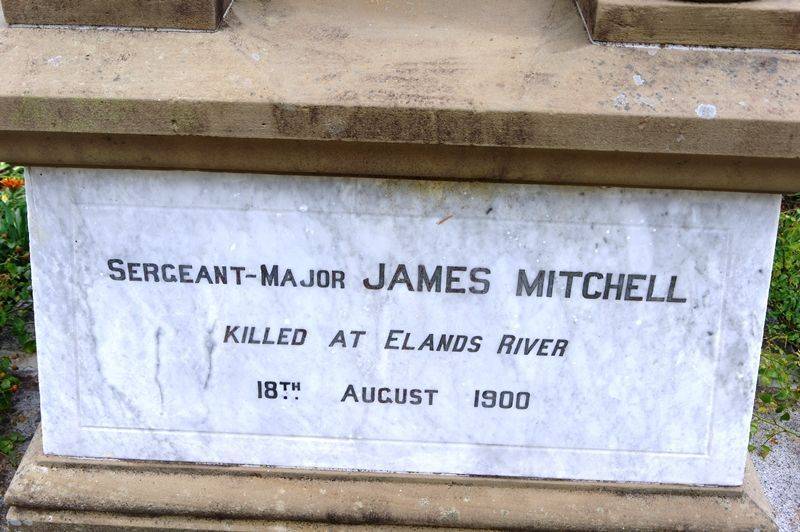 Sergeant-Major JAMES MITCHELL
KILLED AT ELANDS RIVER
18TH AUGUST 1900